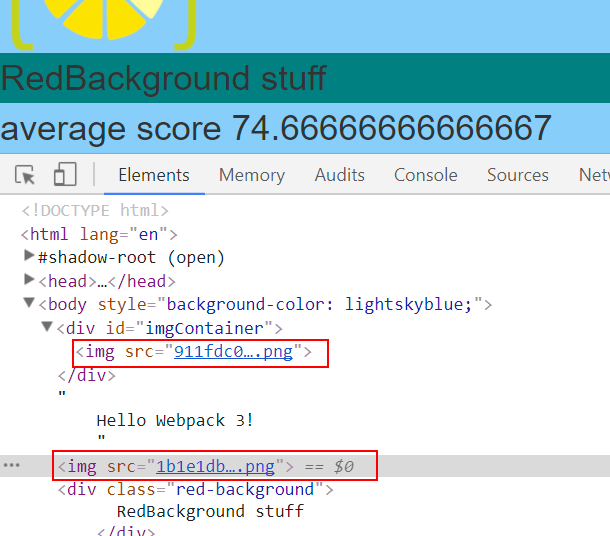 RedBackground stuff
average score 74.66666666666667
Elements Memory Audits Console Sources Net
<!DOCTYPE html>
<html lang="en">
#shadow-root (open)
<head>…</head>
<body style="background-color: lightskyblue;">
<div id="imgContainer">
<img src="911fdc0….png">
</div>
"
Hello Webpack 3!
"
... <img src="1b1e1db….png"> == $0
<div class="red-background">
RedBackground stuff
</div>